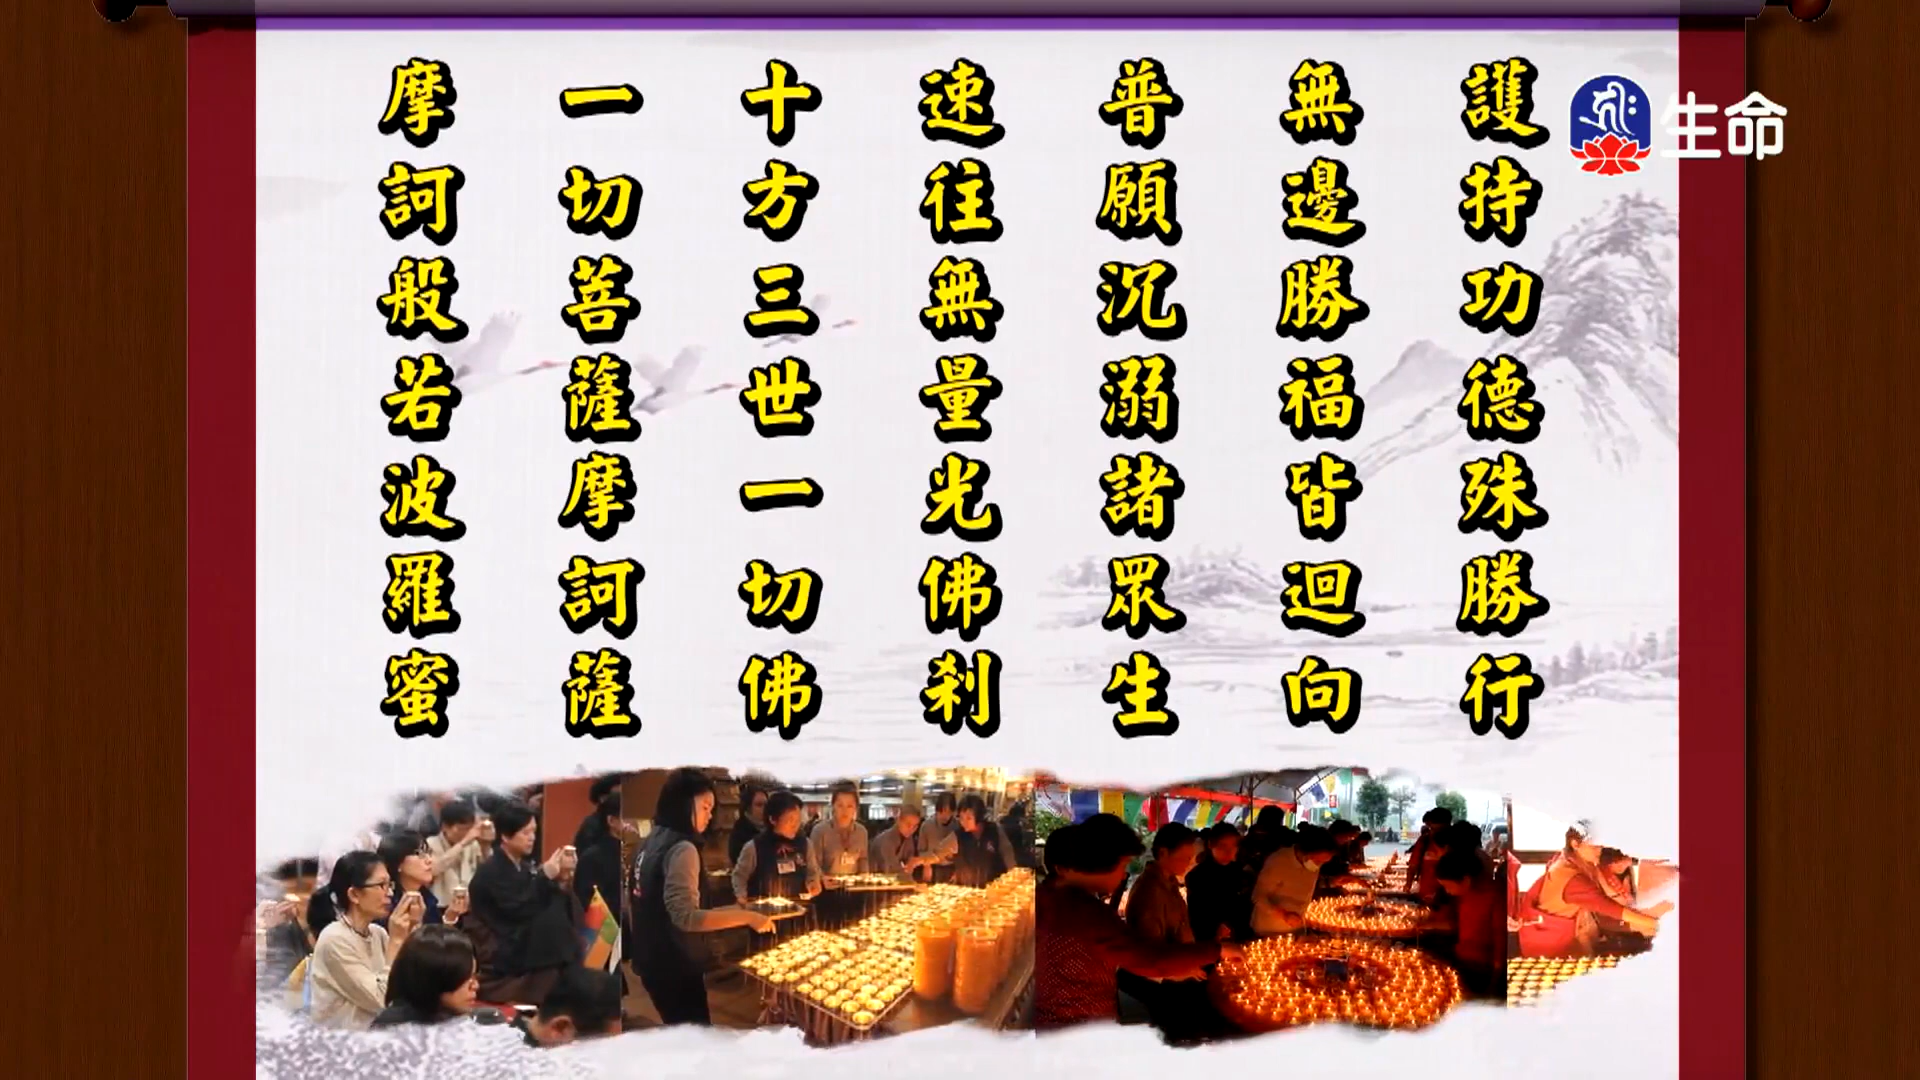 護持功德殊勝行
無邊勝福皆迴向
普願沉溺諸眾生
速往無量光佛剎
十方三世一切佛
一切菩薩摩訶薩
摩訶般若波羅蜜
生命